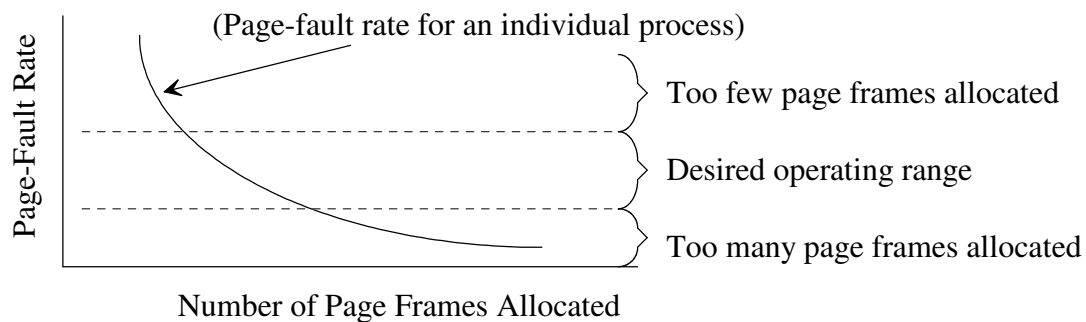 (Page-fault rate for an individual process)
Page-Fault Rate
Too few page frames allocated
Desired operating range
Too many page frames allocated
Number of Page Frames Allocated